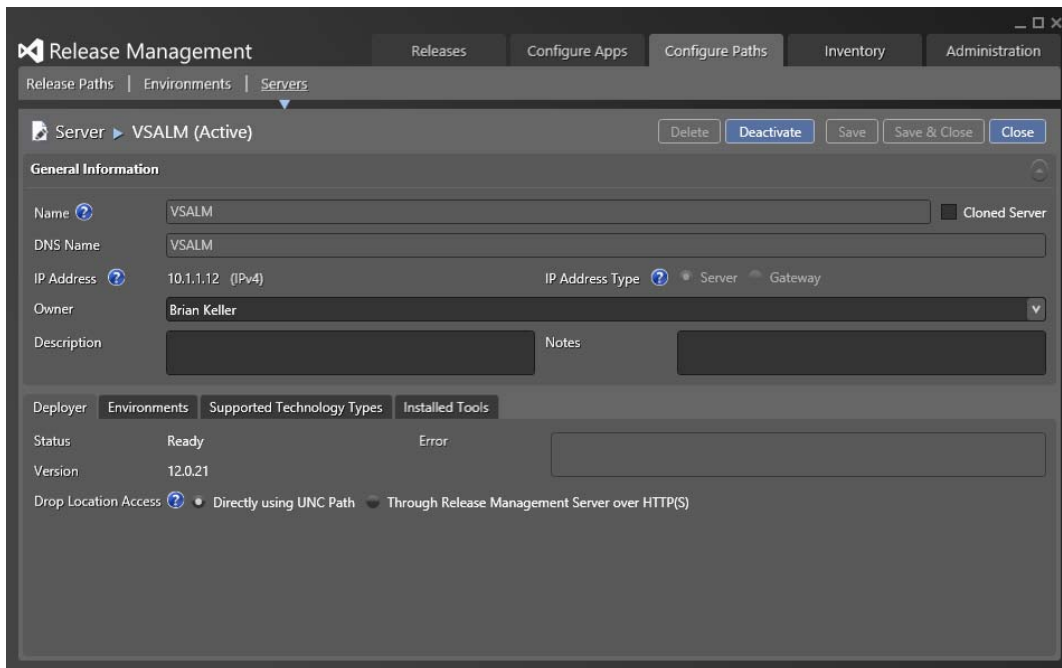 Release Management
Releases
Configure Apps
Configure Paths
Inventory
Administration
Release Paths | Environments | Servers
Server ▶ VSALM (Active)
Delete
Deactivate
Save
Save & Close
Close
General Information
Name ? VSALM
Cloned Server
DNS Name VSALM
IP Address ? 10.1.1.12 (IPv4)
IP Address Type ? Server Gateway
Owner Brian Keller
Description
Notes
Deployer
Environments
Supported Technology Types
Installed Tools
Status Ready
Error
Version 12.0.21
Drop Location Access ? Directly using UNC Path Through Release Management Server over HTTP(S)